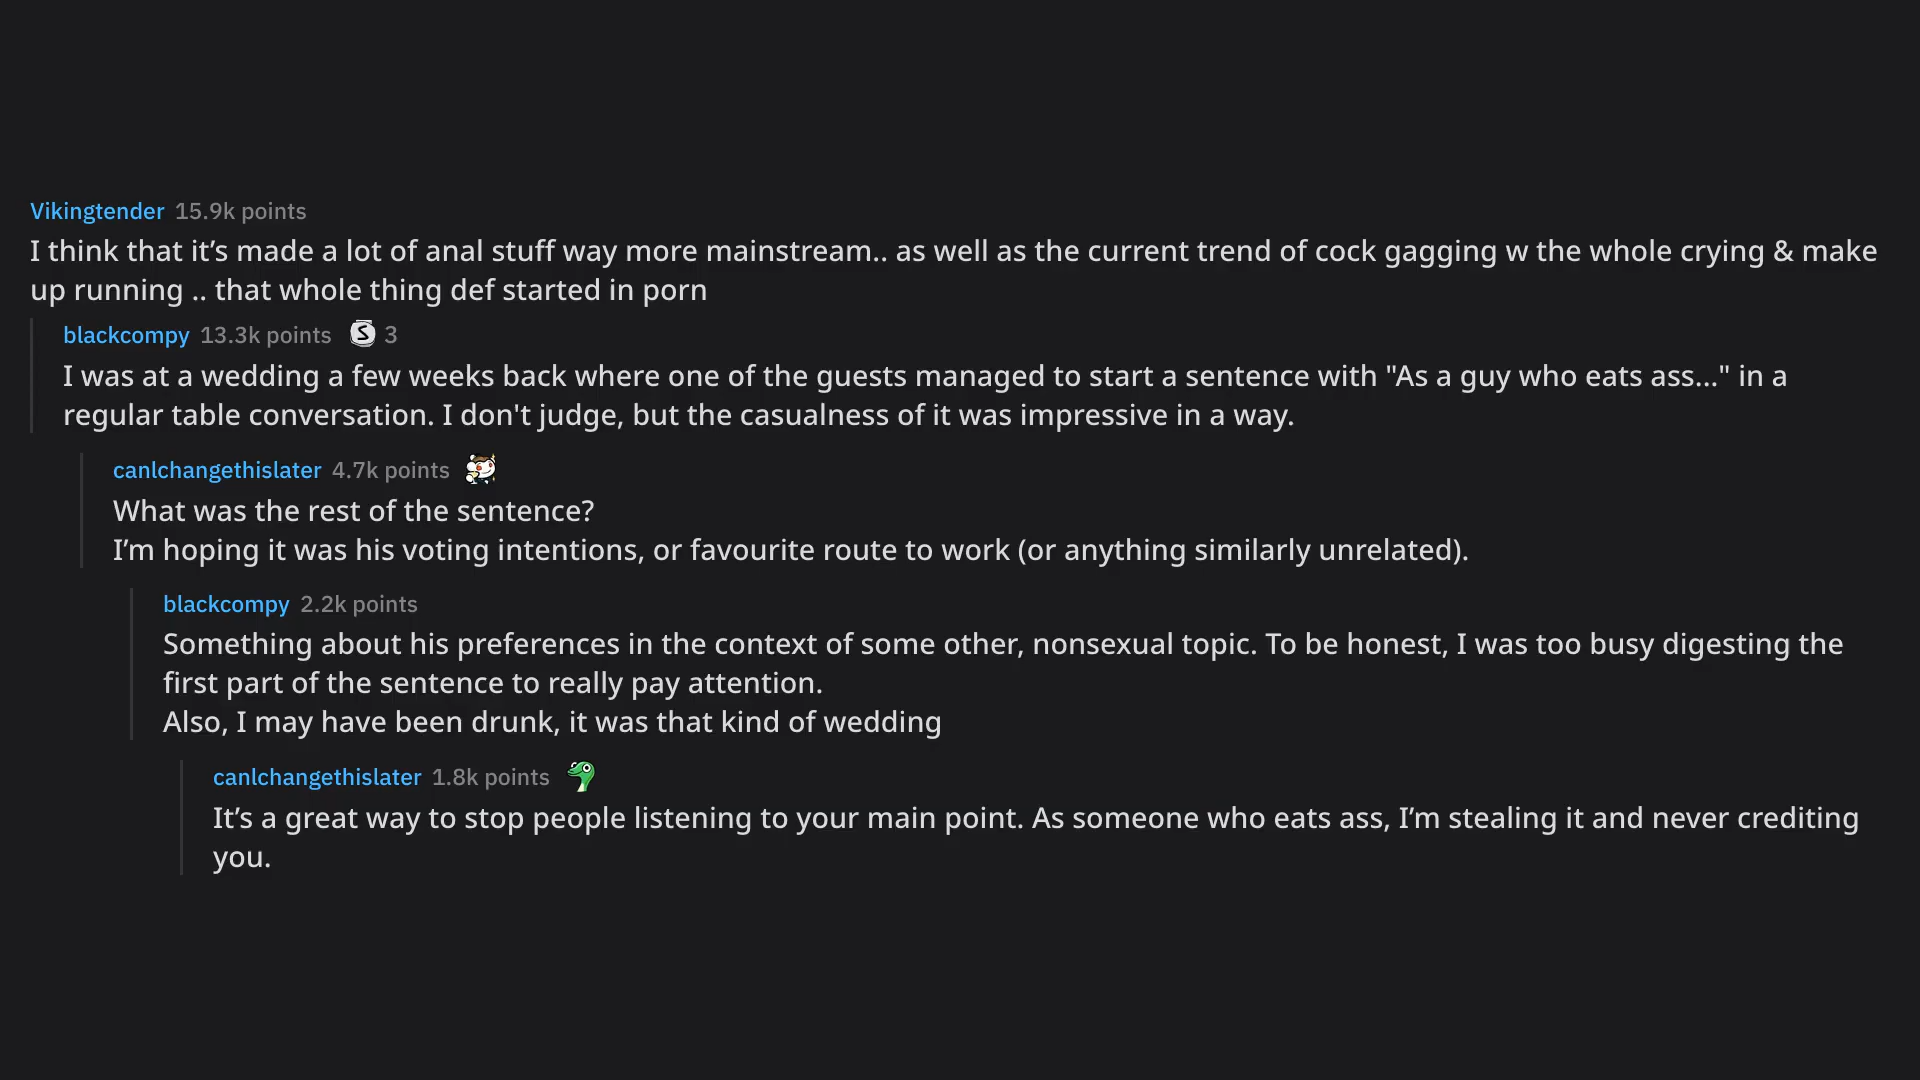 Vikingtender 15.9k points
I think that it’s made a lot of anal stuff way more mainstream.. as well as the current trend of cock gagging w the whole crying & make
up running .. that whole thing def started in porn
blackcompy 13.3k points S 3
I was at a wedding a few weeks back where one of the guests managed to start a sentence with "As a guy who eats ass..." in a
regular table conversation. I don't judge, but the casualness of it was impressive in a way.
canlchangethislater 4.7k points
What was the rest of the sentence?
I’m hoping it was his voting intentions, or favourite route to work (or anything similarly unrelated).
blackcompy 2.2k points
Something about his preferences in the context of some other, nonsexual topic. To be honest, I was too busy digesting the
first part of the sentence to really pay attention.
Also, I may have been drunk, it was that kind of wedding
canlchangethislater 1.8k points
It’s a great way to stop people listening to your main point. As someone who eats ass, I’m stealing it and never crediting
you.